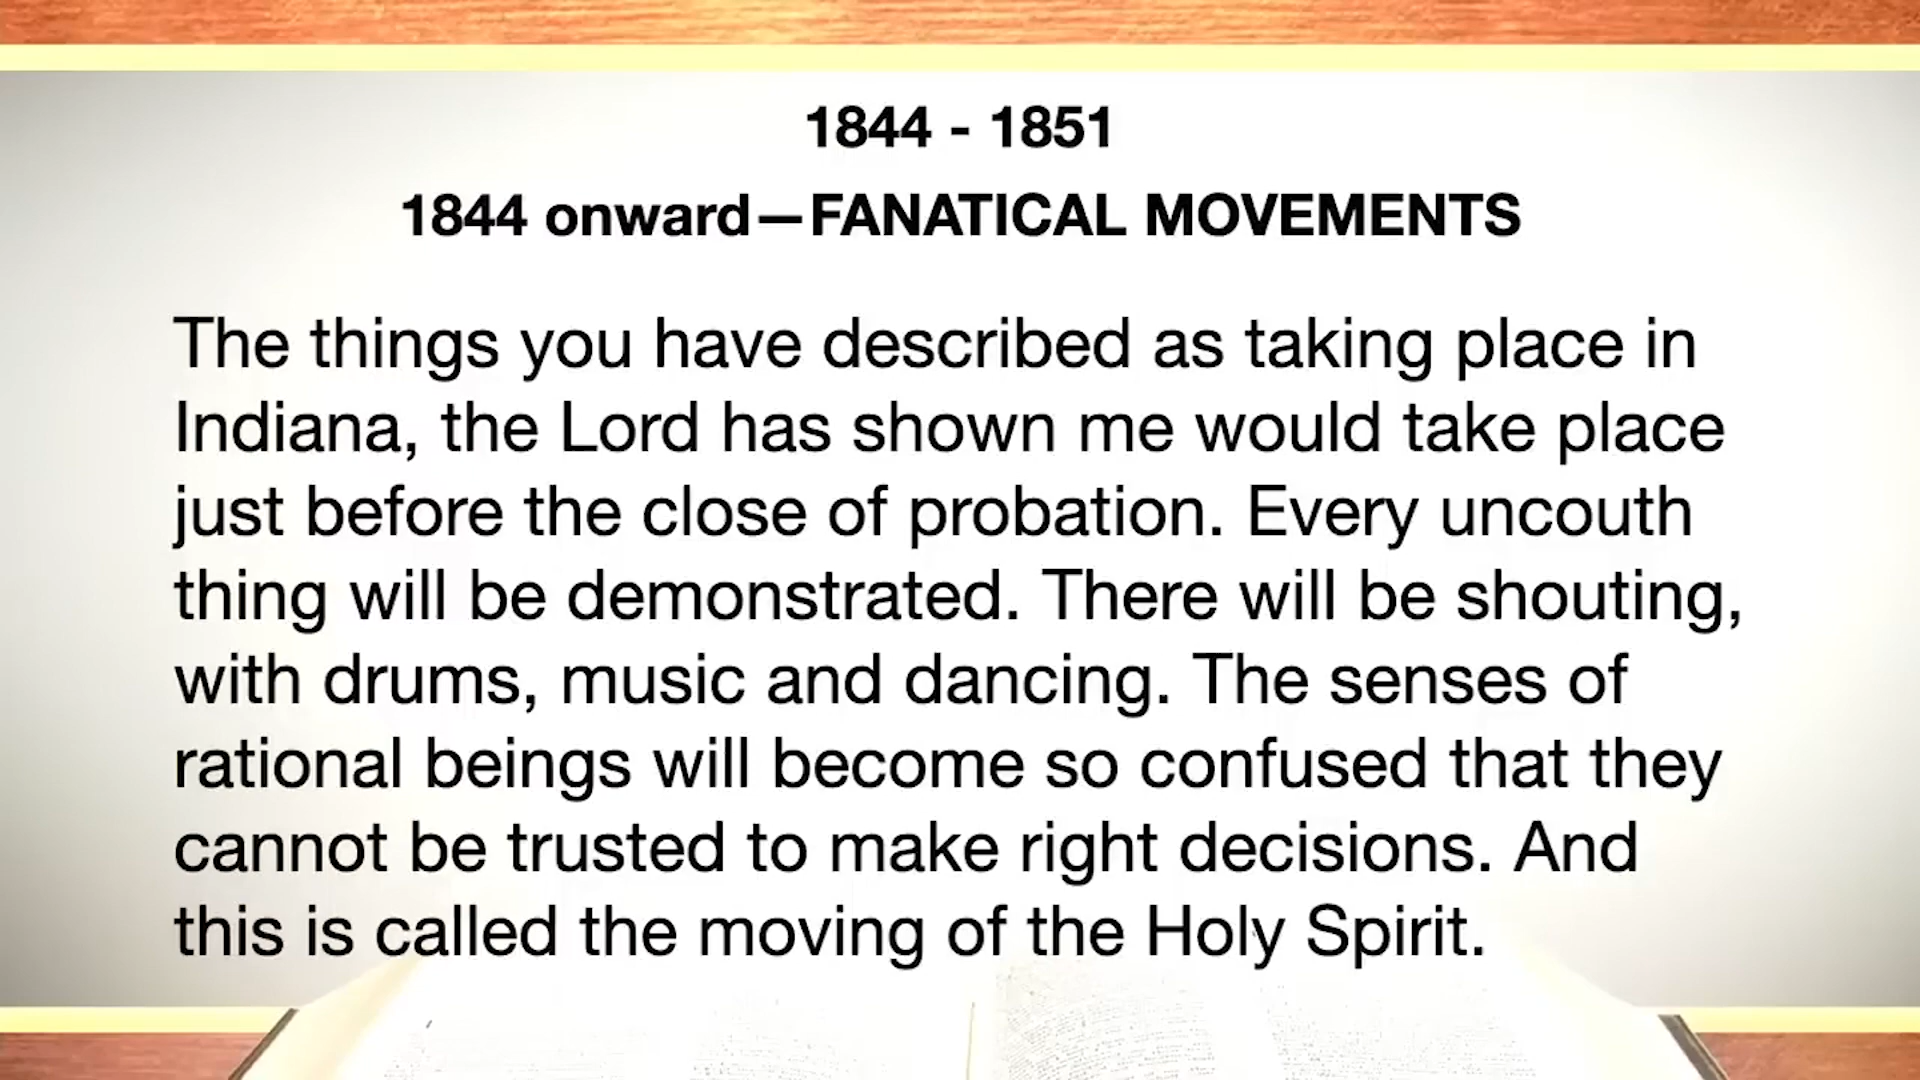 1844 - 1851
1844 onward—FANATICAL MOVEMENTS
The things you have described as taking place in
Indiana, the Lord has shown me would take place
just before the close of probation. Every uncouth
thing will be demonstrated. There will be shouting,
with drums, music and dancing. The senses of
rational beings will become so confused that they
cannot be trusted to make right decisions. And
this is called the moving of the Holy Spirit.